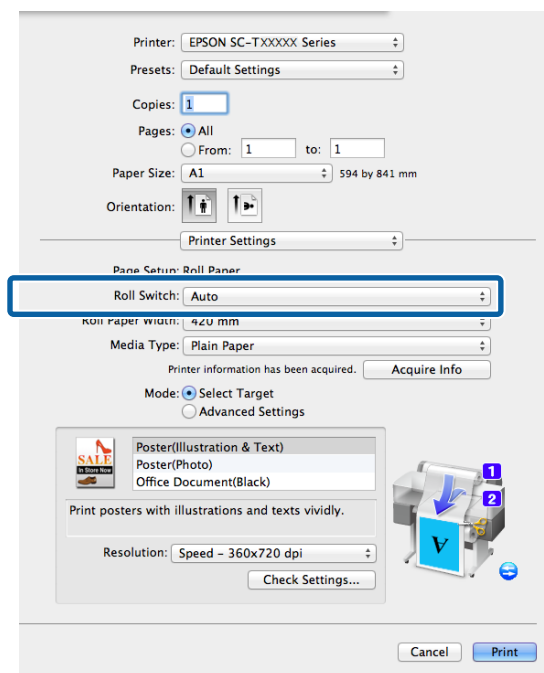 Printer: EPSON SC-TXXXXX Series
Presets: Default Settings
Copies: 1
Pages: All
From: 1 to: 1
Paper Size: A1 594 by 841 mm
Orientation:
Printer Settings
Page Setup: Roll Paper
Roll Switch: Auto
Roll Paper Width: 420 mm
Media Type: Plain Paper
Printer information has been acquired. Acquire Info
Mode: Select Target
Advanced Settings
SALE
In Store Now
Poster(Illustration & Text)
Poster(Photo)
Office Document(Black)
1
2
A
Print posters with illustrations and texts vividly.
Resolution: Speed – 360x720 dpi
Check Settings...
Cancel Print